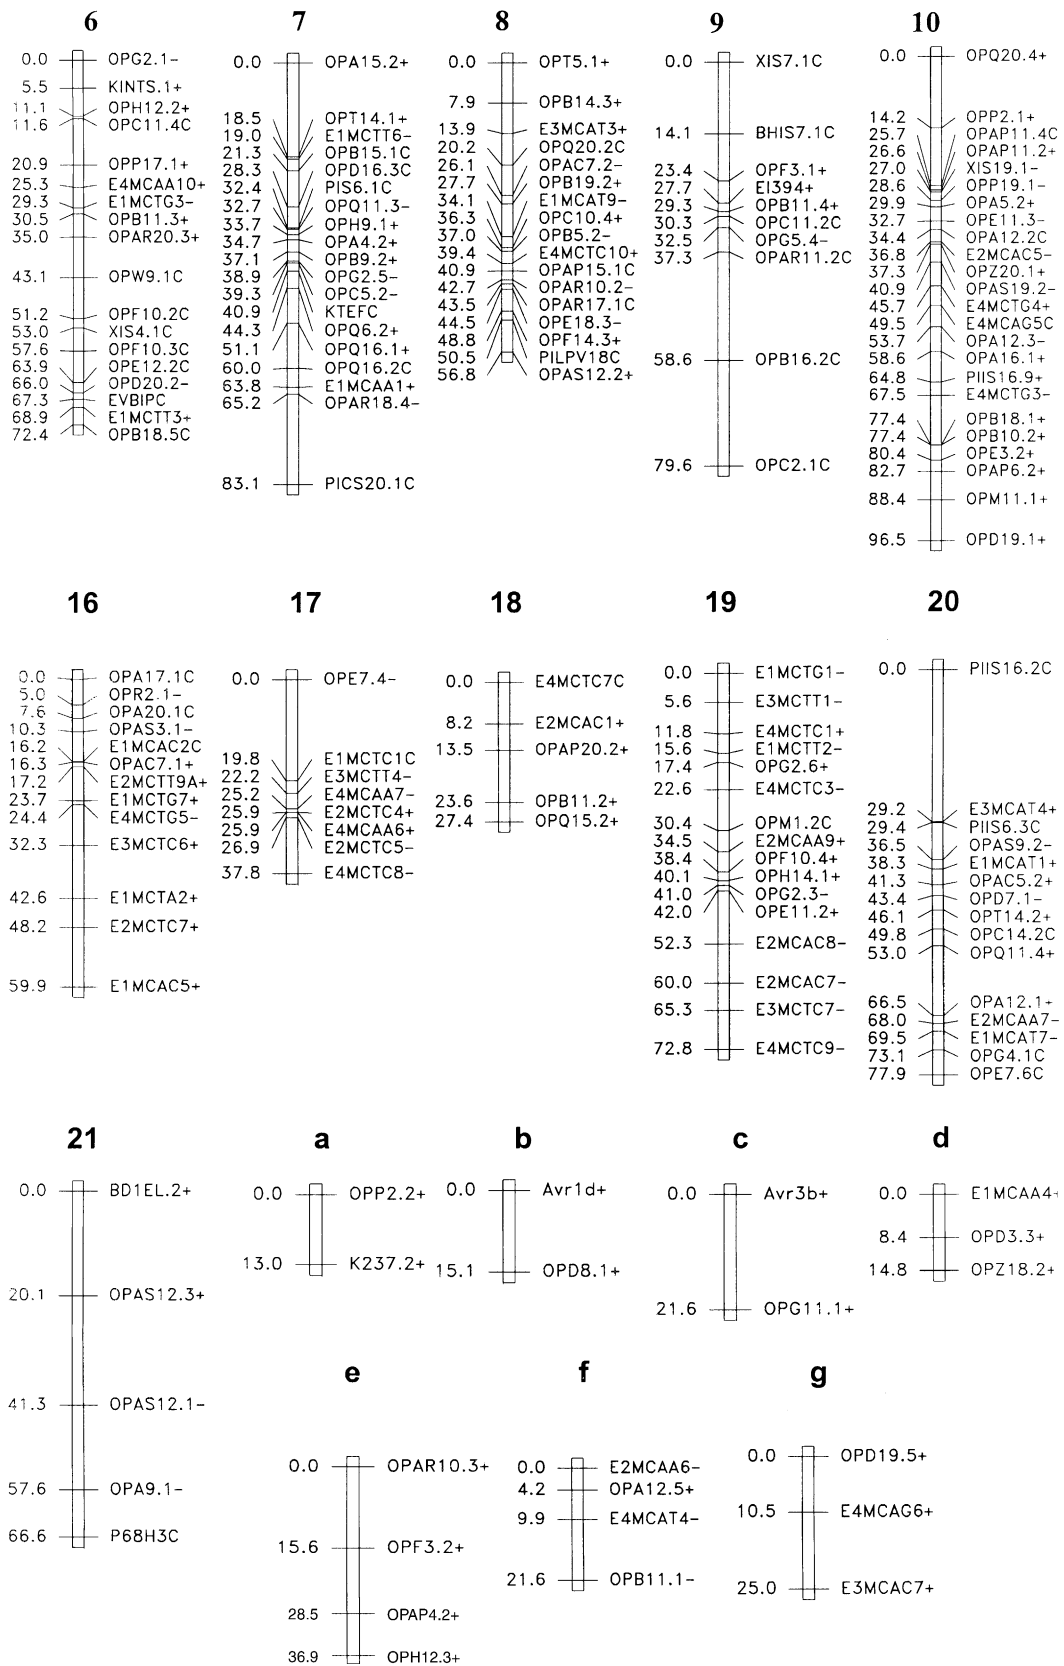 6
0.0 OPG2.1-
5.5 KINTS.1+
11.1 OPH12.2+
11.6 OPC11.4C
20.9 OPP17.1+
25.3 E4MCAA10+
29.3 E1MCTG3-
30.5 OPB11.3+
35.0 OPAR20.3+
43.1 OPW9.1C
51.2 OPF10.2C
53.0 XIS4.1C
57.6 OPF10.3C
63.9 OPE12.2C
66.0 OPD20.2-
67.3 EVBIPC
68.9 E1MCTT3+
72.4 OPB18.5C
7
0.0 OPA15.2+
18.5 OPT14.1+
19.0 E1MCTT6-
21.3 OPB15.1C
28.3 OPD16.3C
32.4 PIS6.1C
32.7 OPQ11.3-
33.7 OPH9.1+
34.7 OPA4.2+
37.1 OPB9.2+
38.9 OPG2.5-
39.3 OPC5.2-
40.9 KTEFC
44.3 OPQ6.2+
51.1 OPQ16.1+
60.0 OPQ16.2C
63.8 E1MCAA1+
65.2 OPAR18.4-
83.1 PICS20.1C
8
0.0 OPT5.1+
7.9 OPB14.3+
13.9 E3MCAT3+
20.2 OPQ20.2C
26.1 OPAC7.2-
27.7 OPB19.2+
34.1 E1MCAT9-
36.3 OPC10.4+
37.0 OPB5.2-
39.4 E4MCTC10+
40.9 OPAP15.1C
42.7 OPAR10.2-
43.5 OPAR17.1C
44.5 OPE18.3-
48.8 OPF14.3+
50.5 PILPV18C
56.8 OPAS12.2+
9
0.0 XIS7.1C
14.1 BHIS7.1C
23.4 OPF3.1+
27.7 EI394+
29.3 OPB11.4+
30.3 OPC11.2C
32.5 OPG5.4-
37.3 OPAR11.2C
58.6 OPB16.2C
79.6 OPC2.1C
10
0.0 OPQ20.4+
14.2 OPP2.1+
25.7 OPAP11.4C
26.6 OPAP11.2+
27.0 XIS19.1-
28.6 OPP19.1-
29.9 OPA5.2+
32.7 OPE11.3-
34.4 OPA12.2C
36.8 E2MCAC5-
37.3 OPZ20.1+
40.9 OPAS19.2-
45.7 E4MCTG4+
49.5 E4MCAG5C
53.7 OPA12.3-
58.6 OPA16.1+
64.8 PIIS16.9+
67.5 E4MCTG3-
77.4 OPB18.1+
77.4 OPB10.2+
80.4 OPE3.2+
82.7 OPAP6.2+
88.4 OPM11.1+
96.5 OPD19.1+
16
0.0 OPA17.1C
5.0 OPR2.1-
7.6 OPA20.1C
10.3 OPAS3.1-
16.2 E1MCAC2C
16.3 OPAC7.1+
17.2 E2MCTT9A+
23.7 E1MCTG7+
24.4 E4MCTG5-
32.3 E3MCTC6+
42.6 E1MCTA2+
48.2 E2MCTC7+
59.9 E1MCAC5+
17
0.0 OPE7.4-
19.8 E1MCTC1C
22.2 E3MCTT4-
25.2 E4MCAA7-
25.9 E2MCTC4+
25.9 E4MCAA6+
26.9 E2MCTC5-
37.8 E4MCTC8-
18
0.0 E4MCTC7C
8.2 E2MCAC1+
13.5 OPAP20.2+
23.6 OPB11.2+
27.4 OPQ15.2+
19
0.0 E1MCTG1-
5.6 E3MCTT1-
11.8 E4MCTC1+
15.6 E1MCTT2-
17.4 OPG2.6+
22.6 E4MCTC3-
30.4 OPM1.2C
34.5 E2MCAA9+
38.4 OPF10.4+
40.1 OPH14.1+
41.0 OPG2.3-
42.0 OPE11.2+
52.3 E2MCAC8-
60.0 E2MCAC7-
65.3 E3MCTC7-
72.8 E4MCTC9-
20
0.0 PIIS16.2C
29.2 E3MCAT4+
29.4 PIIS6.3C
36.5 OPAS9.2-
38.3 E1MCAT1+
41.3 OPAC5.2+
43.4 OPD7.1-
46.1 OPT14.2+
49.8 OPC14.2C
53.0 OPQ11.4+
66.5 OPA12.1+
68.0 E2MCAA7-
69.5 E1MCAT7-
73.1 OPG4.1C
77.9 OPE7.6C
21
0.0 BD1EL.2+
20.1 OPAS12.3+
41.3 OPAS12.1-
57.6 OPA9.1-
66.6 P68H3C
a
0.0 OPP2.2+
13.0 K237.2+
b
0.0 Avr1d+
15.1 OPD8.1+
c
0.0 Avr3b+
21.6 OPG11.1+
d
0.0 E1MCAA4+
8.4 OPD3.3+
14.8 OPZ18.2+
e
0.0 OPAR10.3+
15.6 OPF3.2+
28.5 OPAP4.2+
36.9 OPH12.3+
f
0.0 E2MCAA6-
4.2 OPA12.5+
9.9 E4MCAT4-
21.6 OPB11.1-
g
0.0 OPD19.5+
10.5 E4MCAG6+
25.0 E3MCAC7+